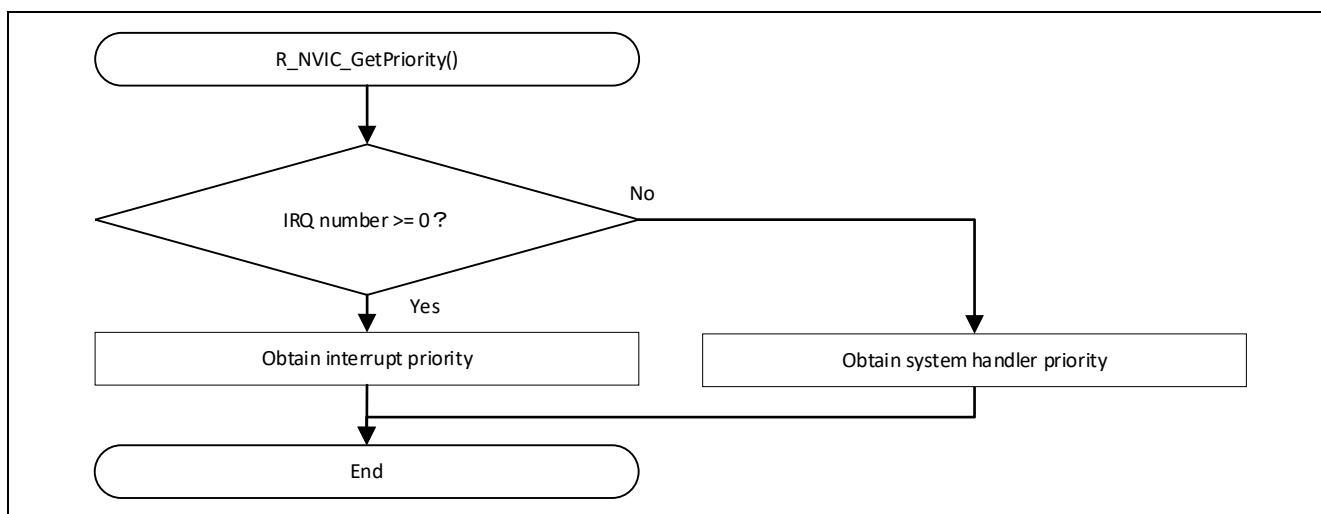 R_NVIC_GetPriority()
No
IRQ number >= 0?
Yes
Obtain interrupt priority
Obtain system handler priority
End